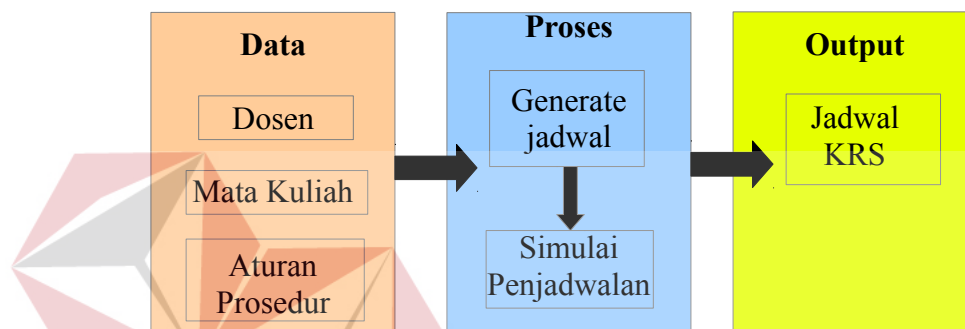 Data
Dosen
Mata Kuliah
Aturan
Prosedur
Proses
Generate
jadwal
Simulai
Penjadwalan
Output
Jadwal
KRS